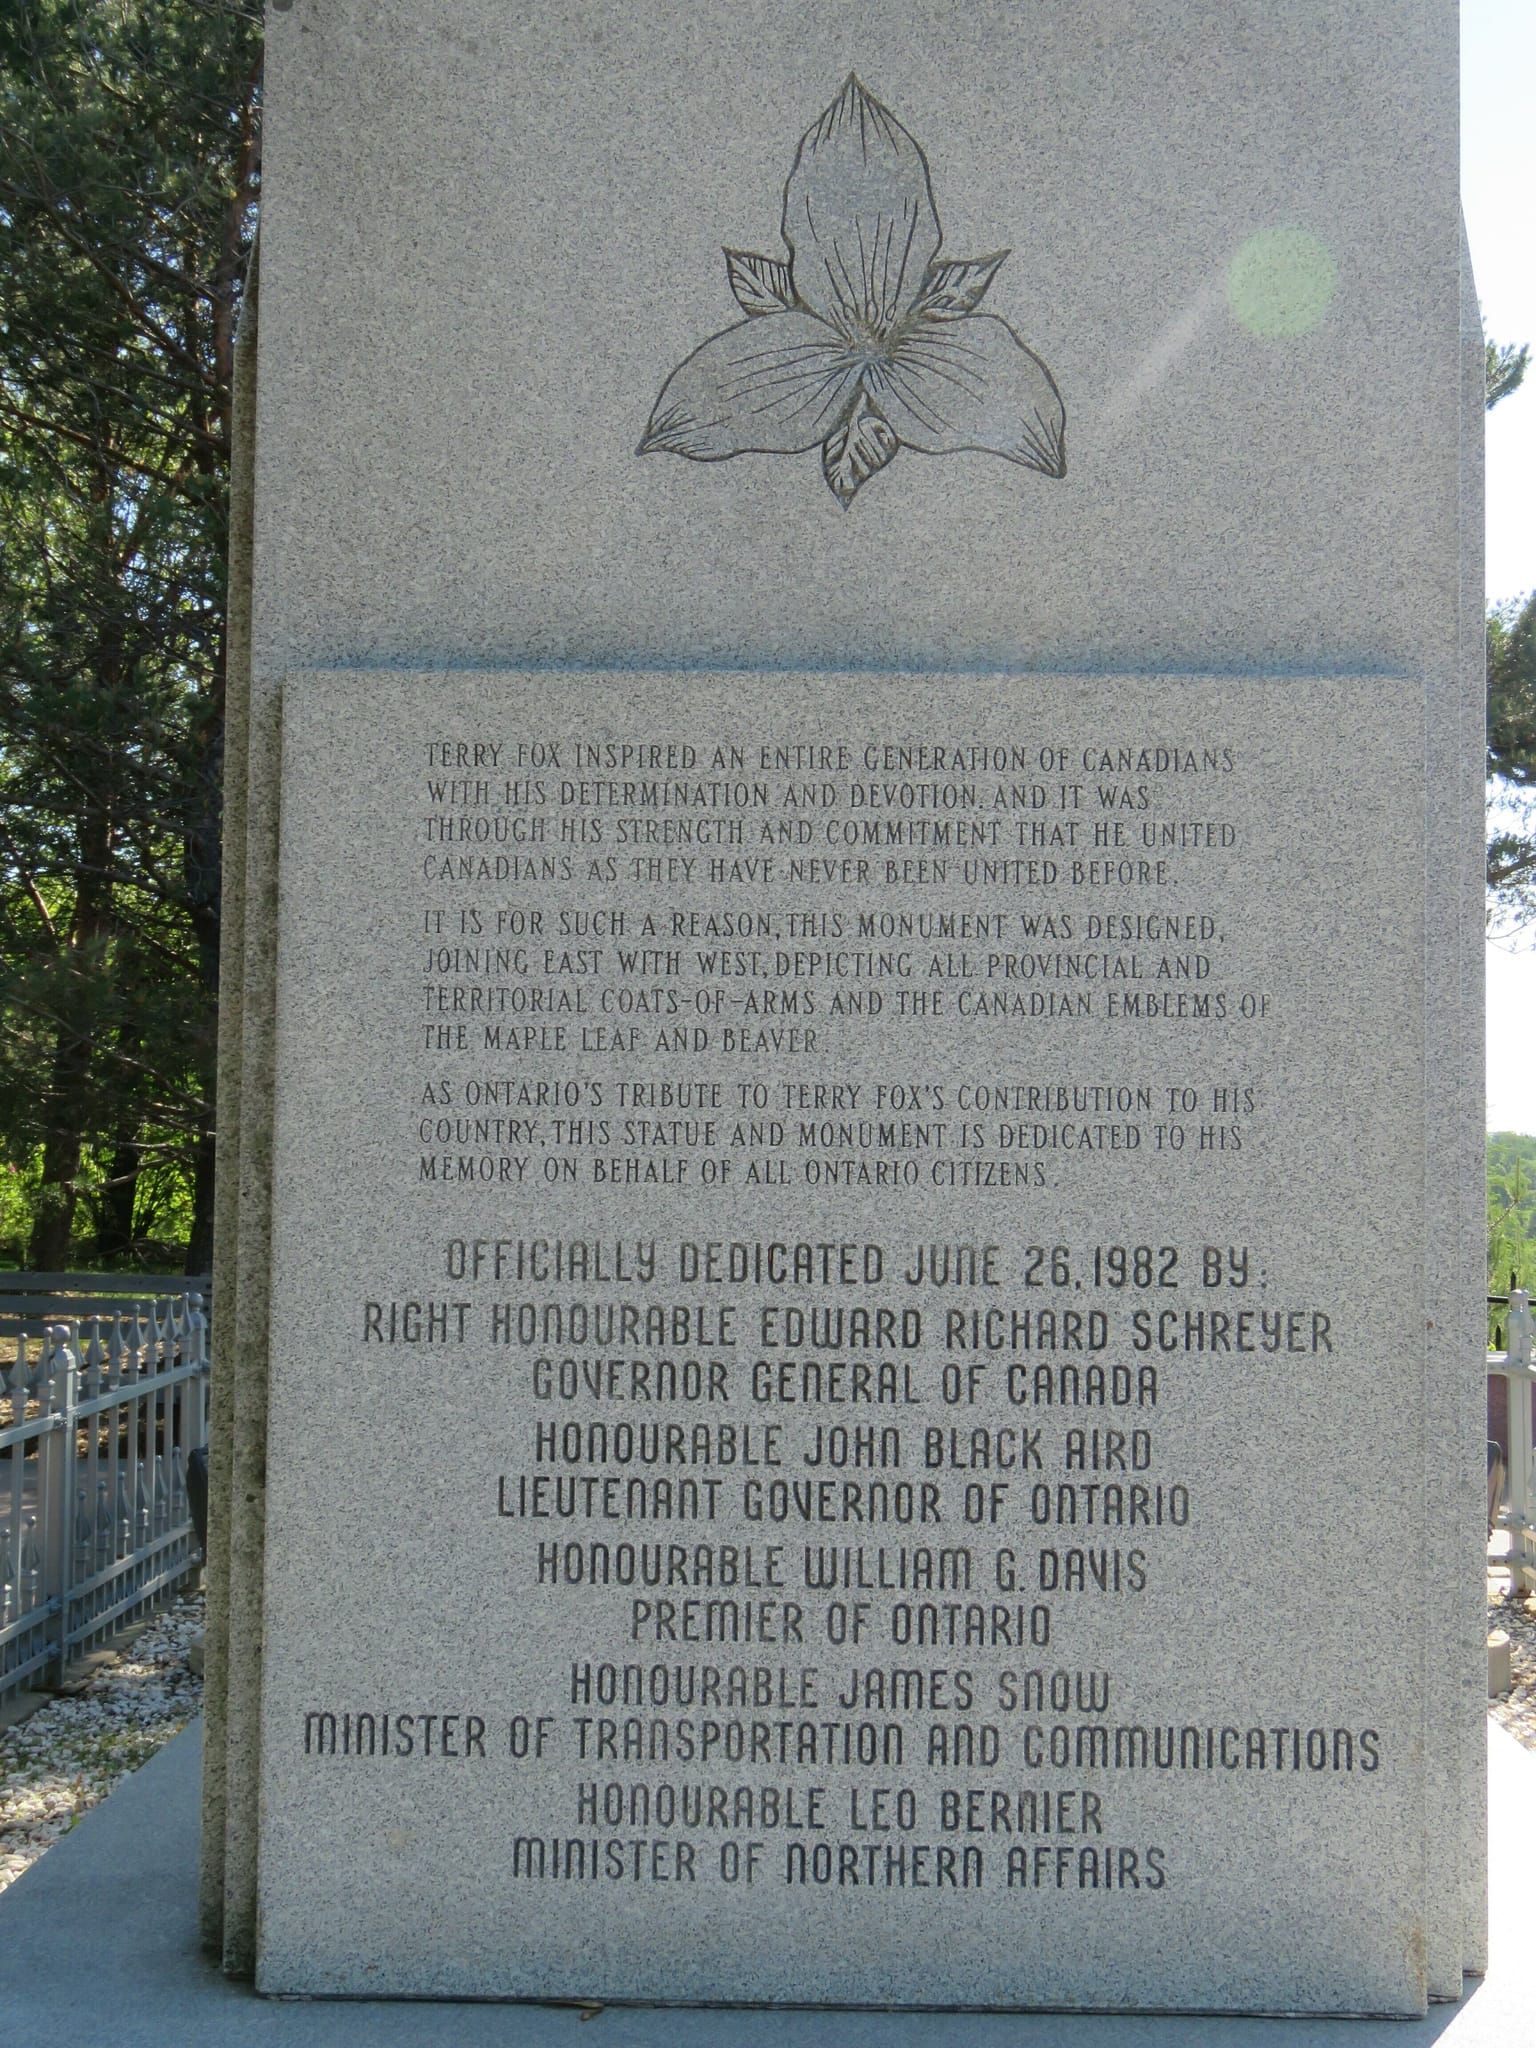 TERRY FOX INSPIRED AN ENTIRE GENERATION OF CANADIANS
WITH HIS DETERMINATION AND DEVOTION. AND IT WAS
THROUGH HIS STRENGTH AND COMMITMENT THAT HE UNITED
CANADIANS AS THEY HAVE NEVER BEEN UNITED BEFORE.
IT IS FOR SUCH A REASON, THIS MONUMENT WAS DESIGNED,
JOINING EAST WITH WEST, DEPICTING ALL PROVINCIAL AND
TERRITORIAL COATS-OF-ARMS AND THE CANADIAN EMBLEMS OF
THE MAPLE LEAF AND BEAVER.
AS ONTARIO'S TRIBUTE TO TERRY FOX'S CONTRIBUTION TO HIS
COUNTRY, THIS STATUE AND MONUMENT IS DEDICATED TO HIS
MEMORY ON BEHALF OF ALL ONTARIO CITIZENS.
OFFICIALLY DEDICATED JUNE 26, 1982 BY:
RIGHT HONOURABLE EDWARD RICHARD SCHREYER
GOVERNOR GENERAL OF CANADA
HONOURABLE JOHN BLACK AIRD
LIEUTENANT GOVERNOR OF ONTARIO
HONOURABLE WILLIAM G. DAVIS
PREMIER OF ONTARIO
HONOURABLE JAMES SNOW
MINISTER OF TRANSPORTATION AND COMMUNICATIONS
HONOURABLE LEO BERNIER
MINISTER OF NORTHERN AFFAIRS